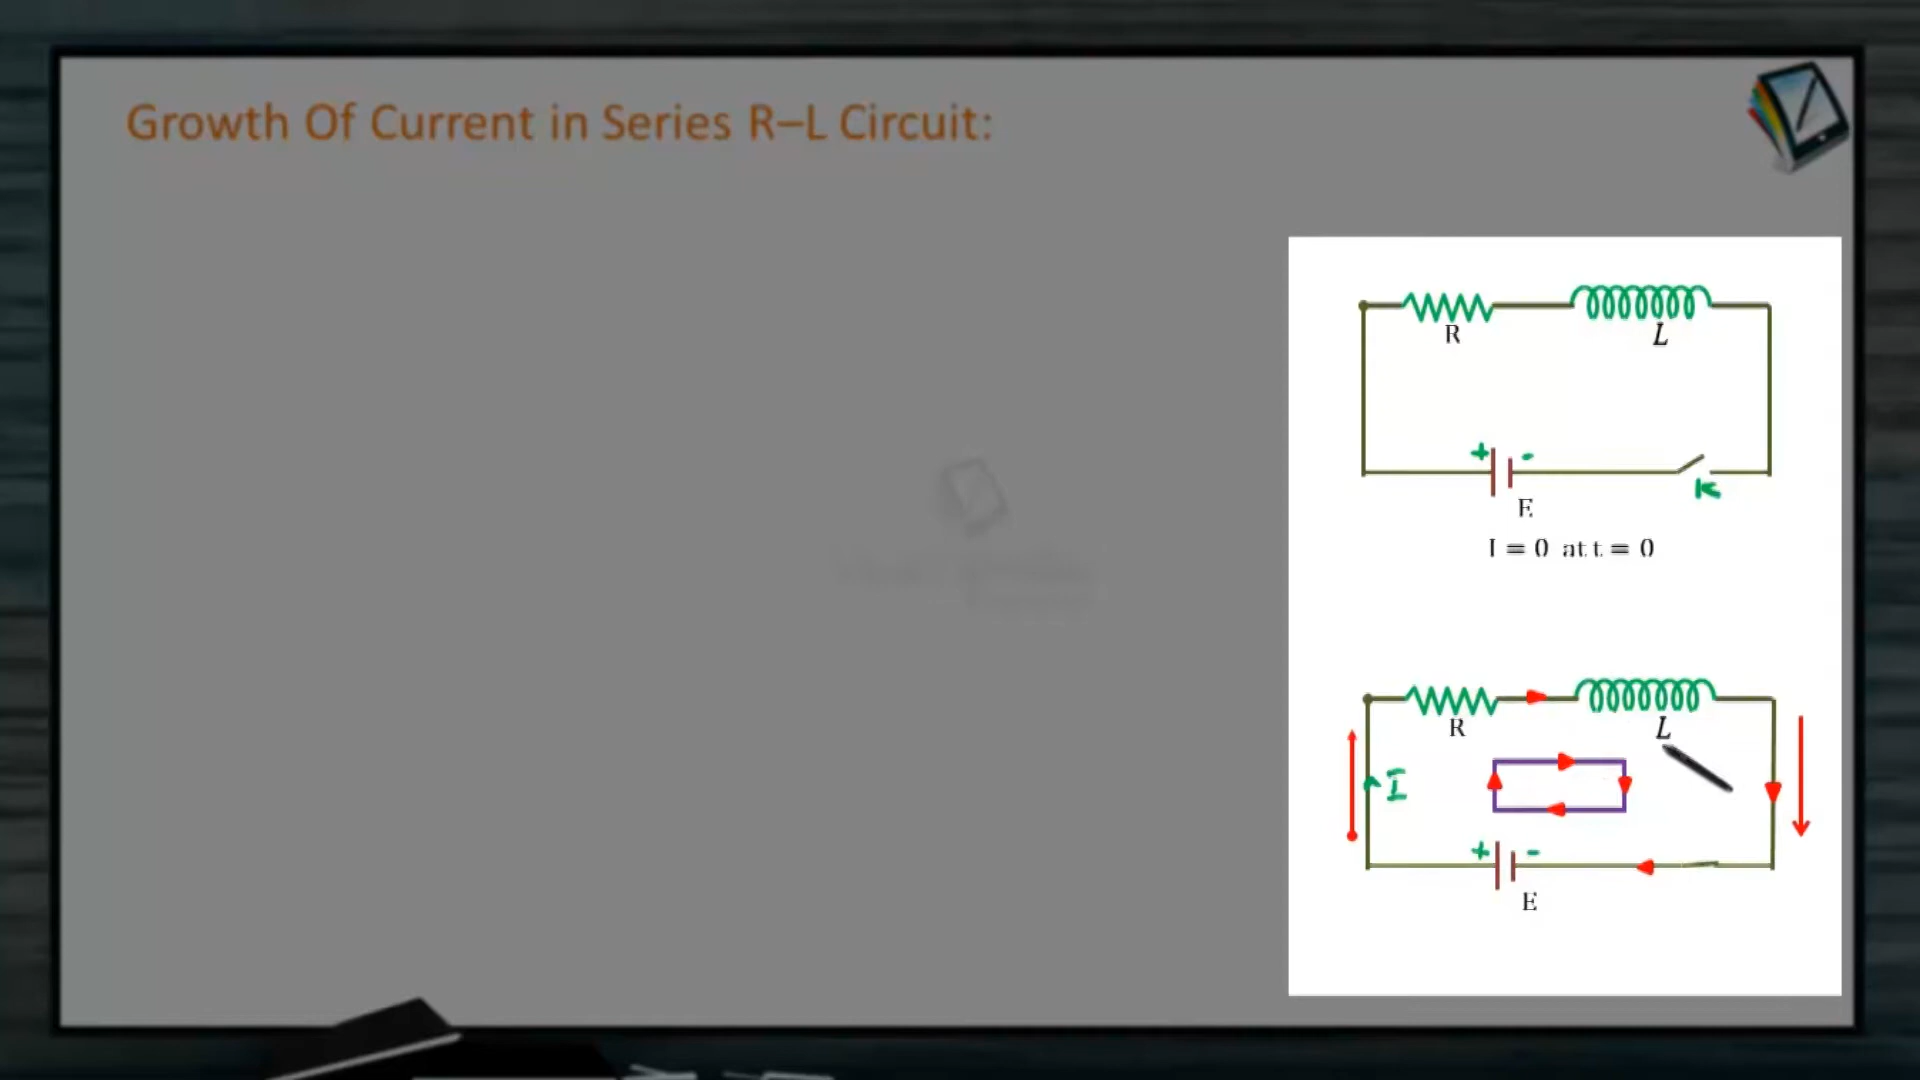 Growth Of Current in Series R–L Circuit:
R
L
+ -
K
E
I = 0 at t = 0
R
L
I
+ -
E